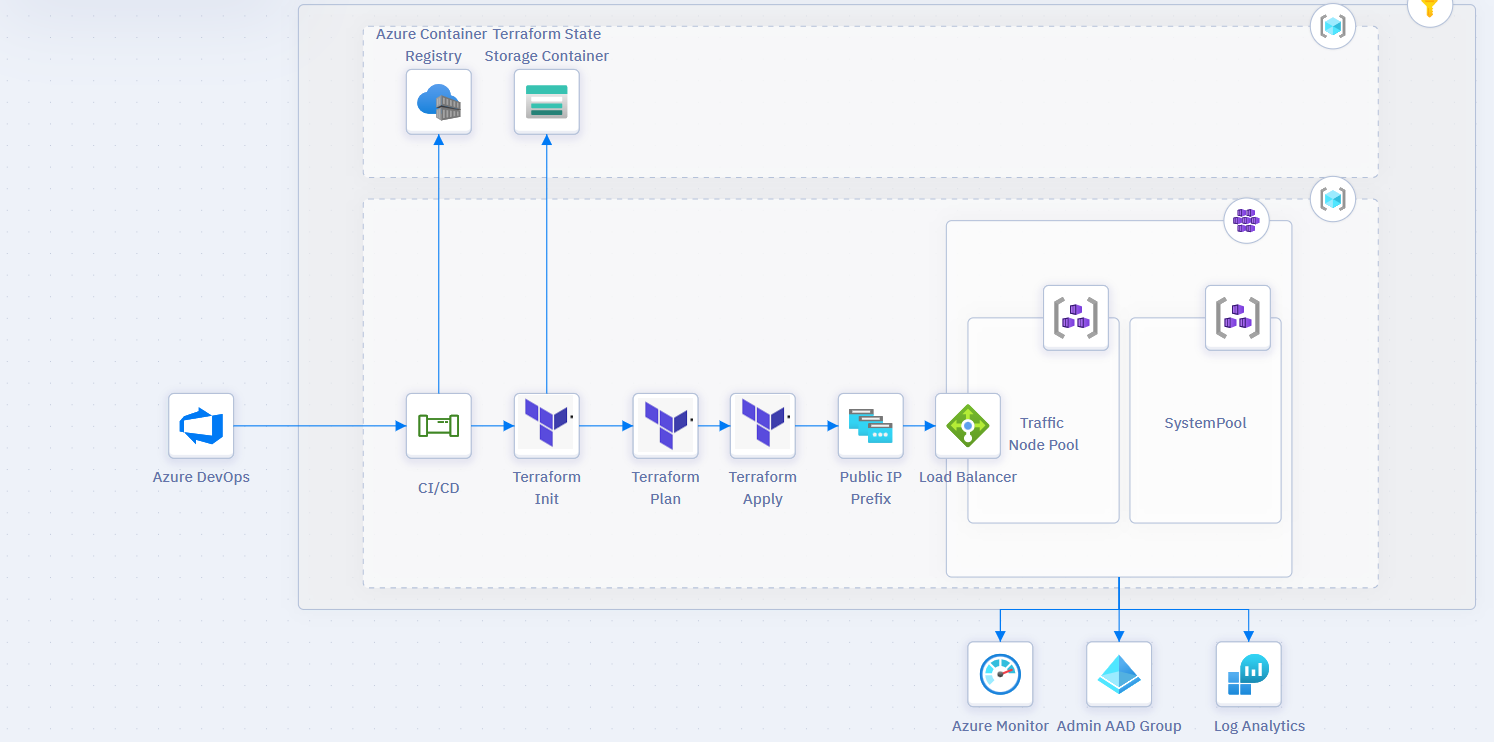 Azure Container
Registry
Terraform State
Storage Container
Azure DevOps
CI/CD
Terraform
Init
Terraform
Plan
Terraform
Apply
Public IP
Prefix
Load Balancer
Traffic
Node Pool
SystemPool
Azure Monitor
Admin AAD Group
Log Analytics